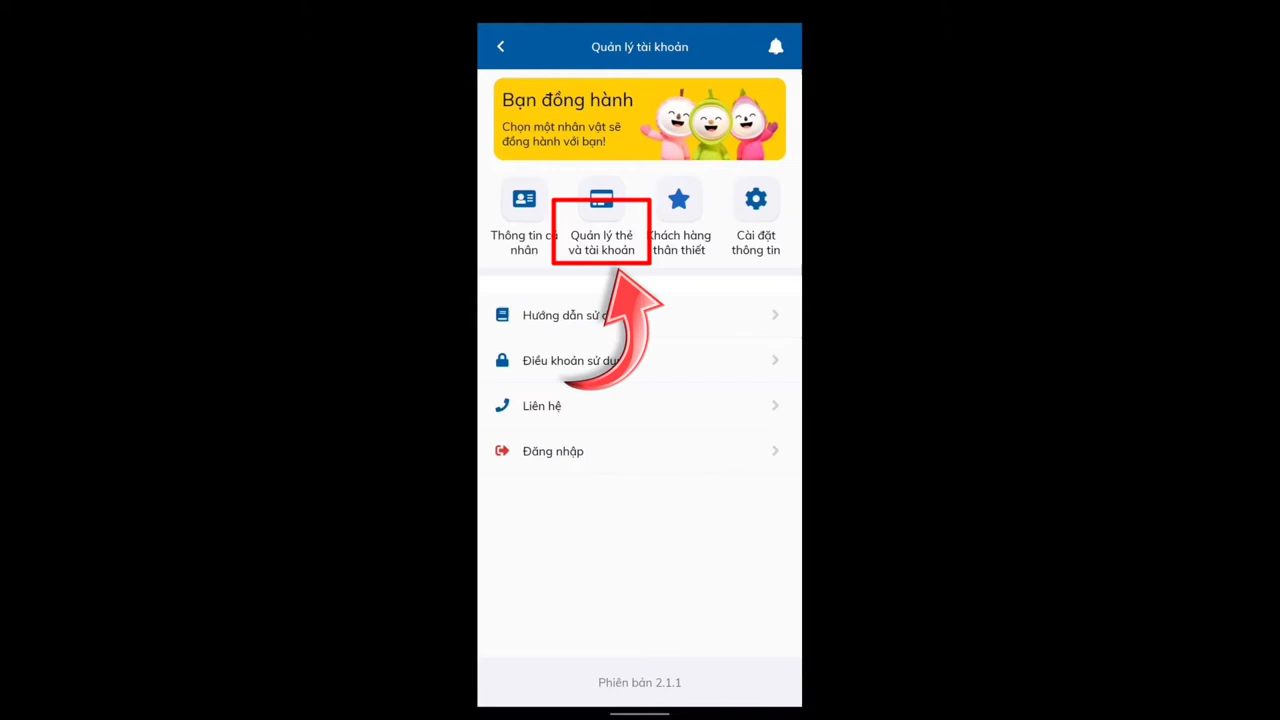 Quản lý tài khoản
Bạn đồng hành
Chọn một nhân vật sẽ
đồng hành với bạn!
Thông tin cá
nhân
Quản lý thẻ
và tài khoản
Khách hàng
thân thiết
Cài đặt
thông tin
Hướng dẫn sử
Điều khoản sử dụ
Liên hệ
Đăng nhập
Phiên bản 2.1.1